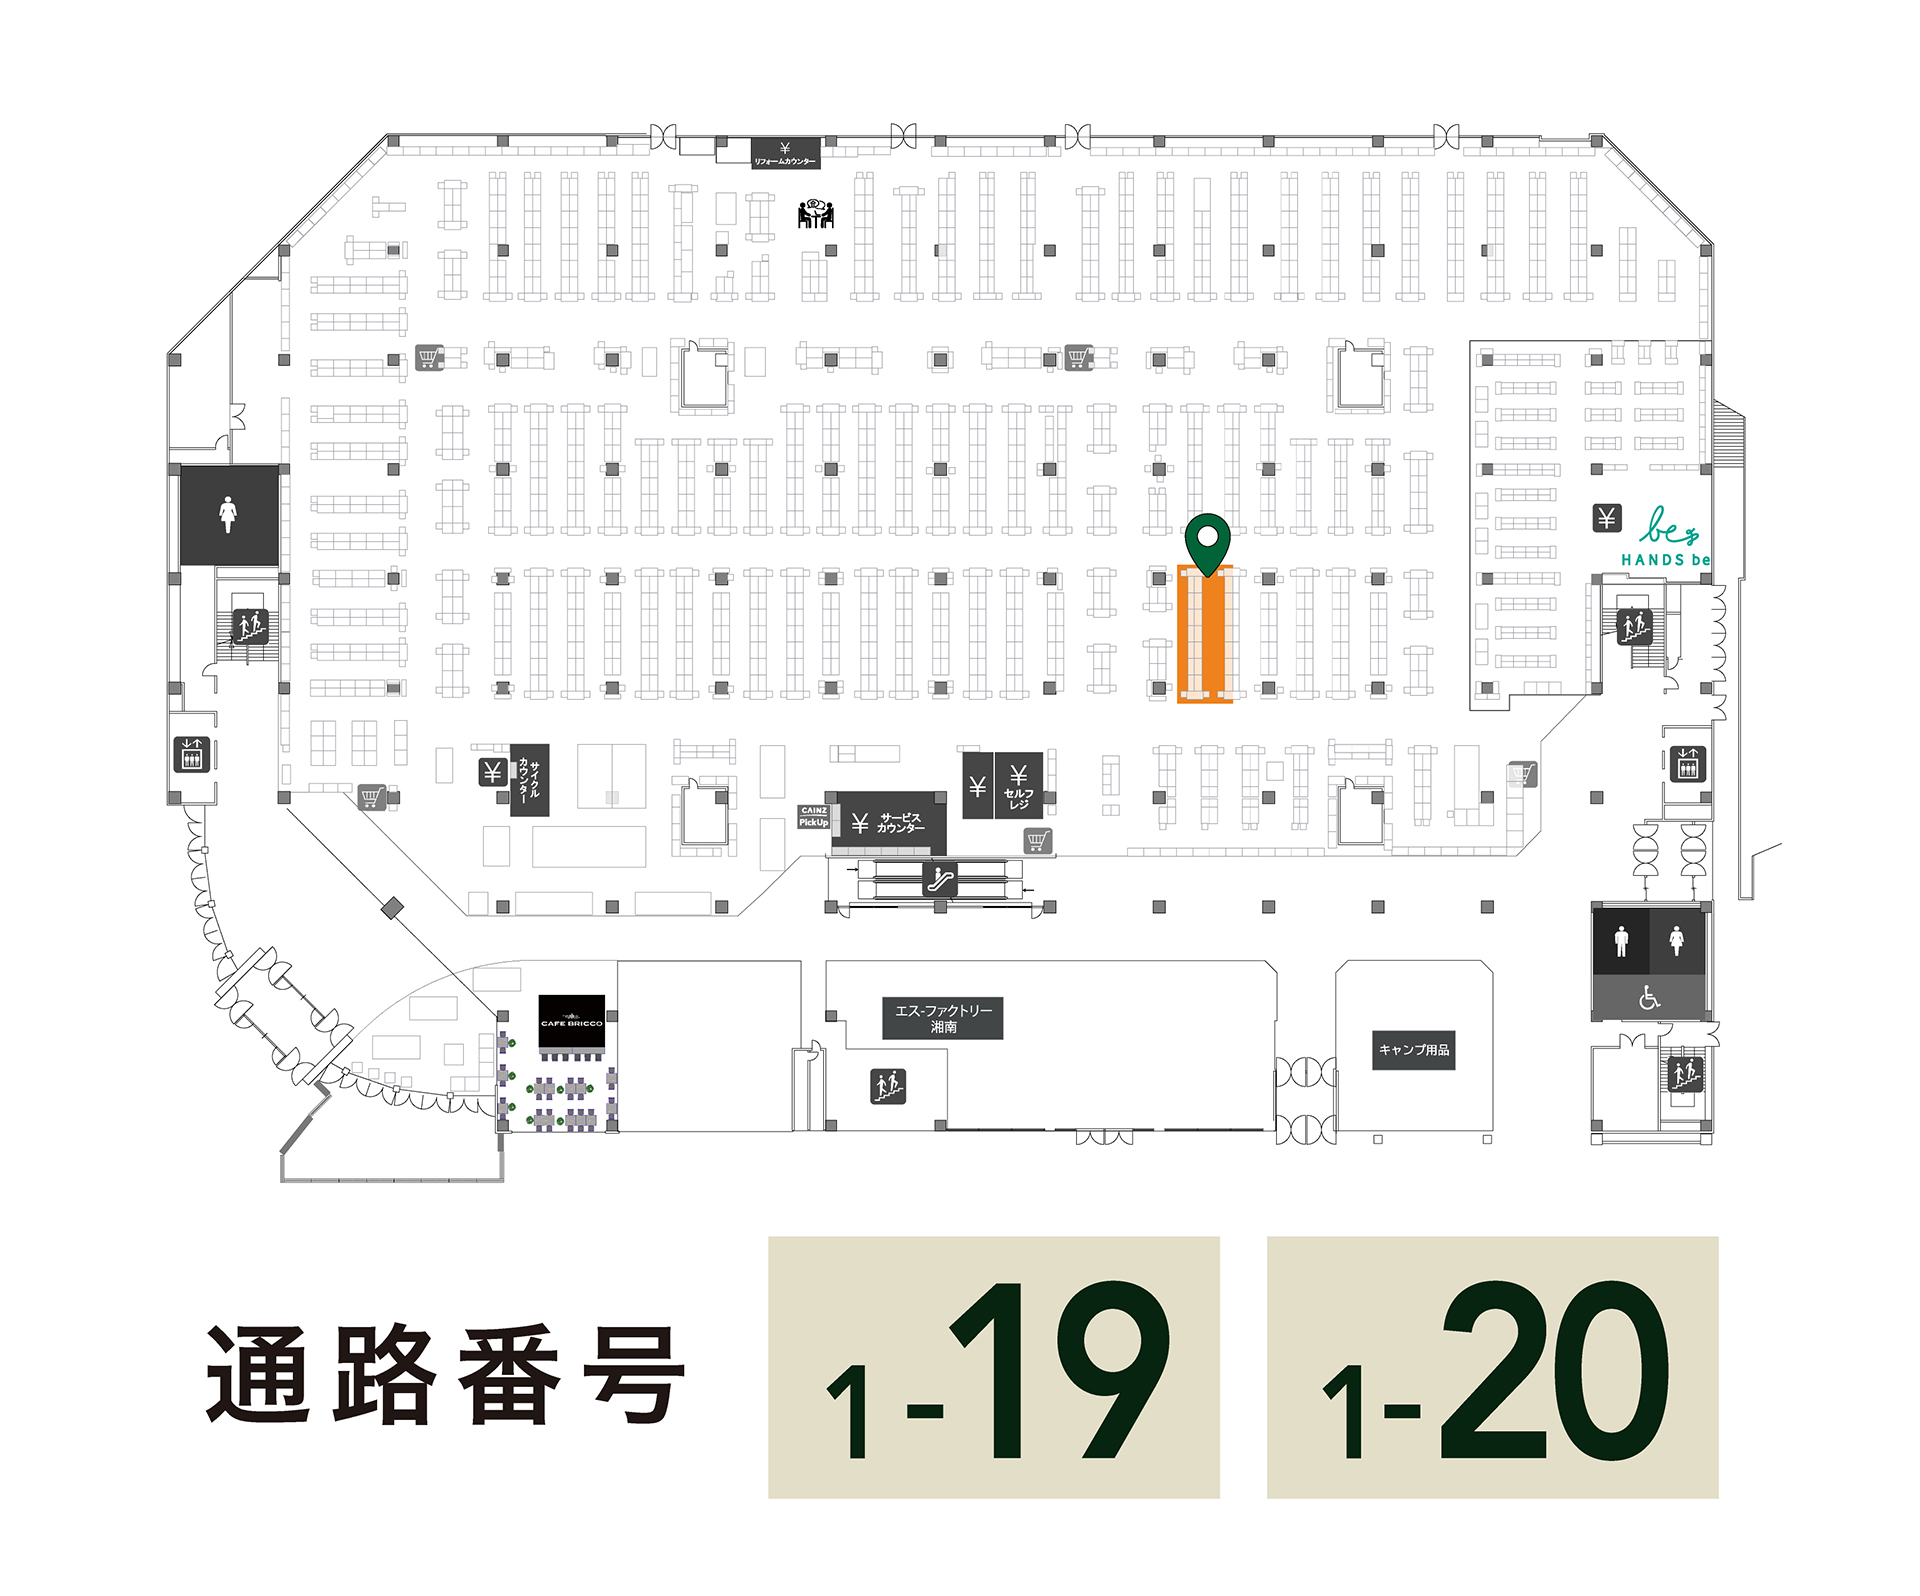 ¥
リフォームカウンター
¥
be
HANDS be
¥
サイクル
カウンター
¥
¥
セルフ
レジ
CAINZ
PickUp
¥
サービス
カウンター
CAFE BRICCO
エス-ファクトリー
湘南
キャンプ用品
通路番号
1-19
1-20